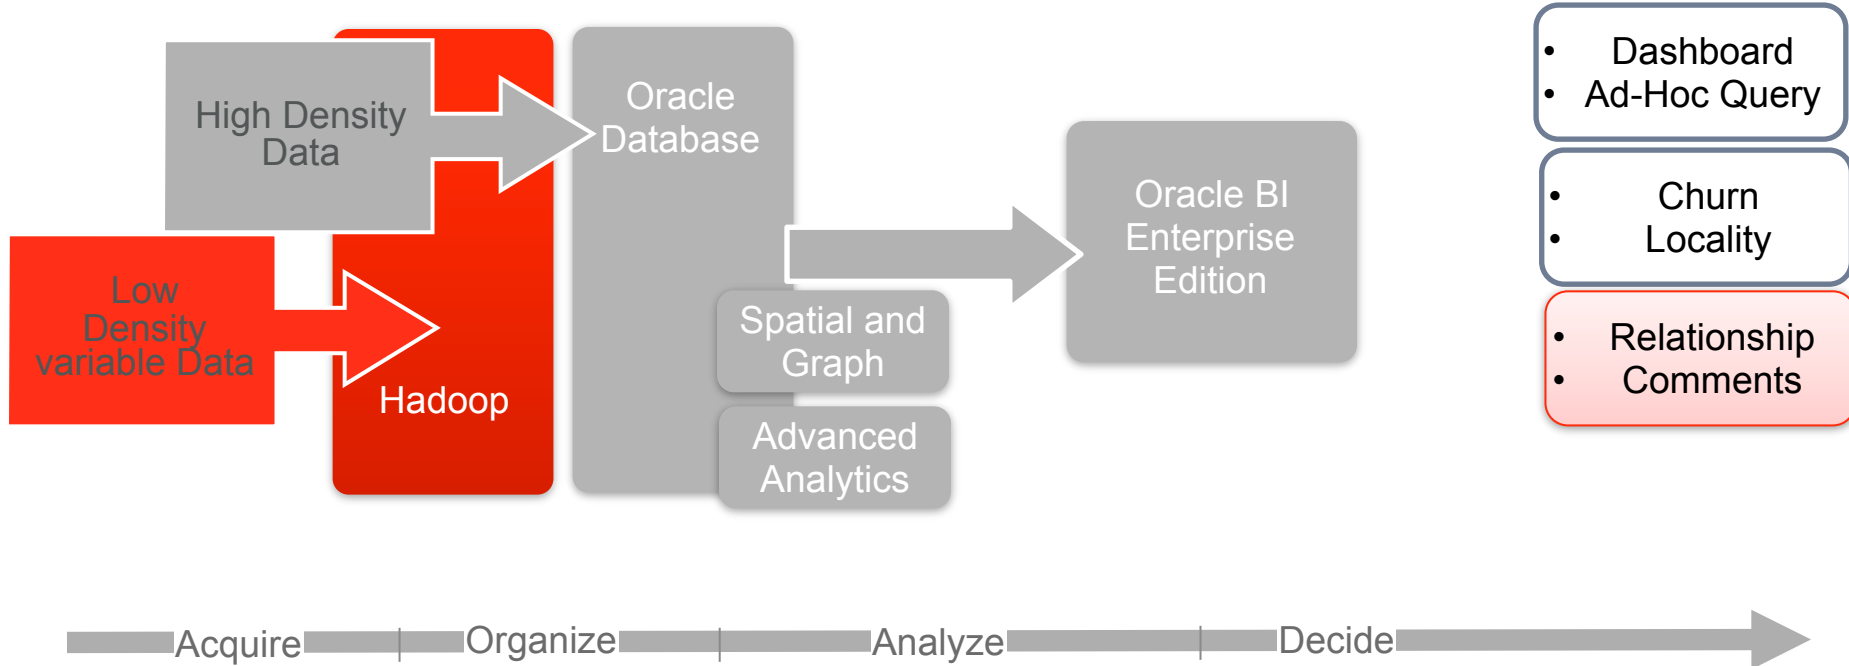 High Density
Data
Low
Density
variable Data
Hadoop
Oracle
Database
Spatial and
Graph
Advanced
Analytics
Oracle BI
Enterprise
Edition
• Dashboard
• Ad-Hoc Query
• Churn
• Locality
• Relationship
• Comments
Acquire
Organize
Analyze
Decide